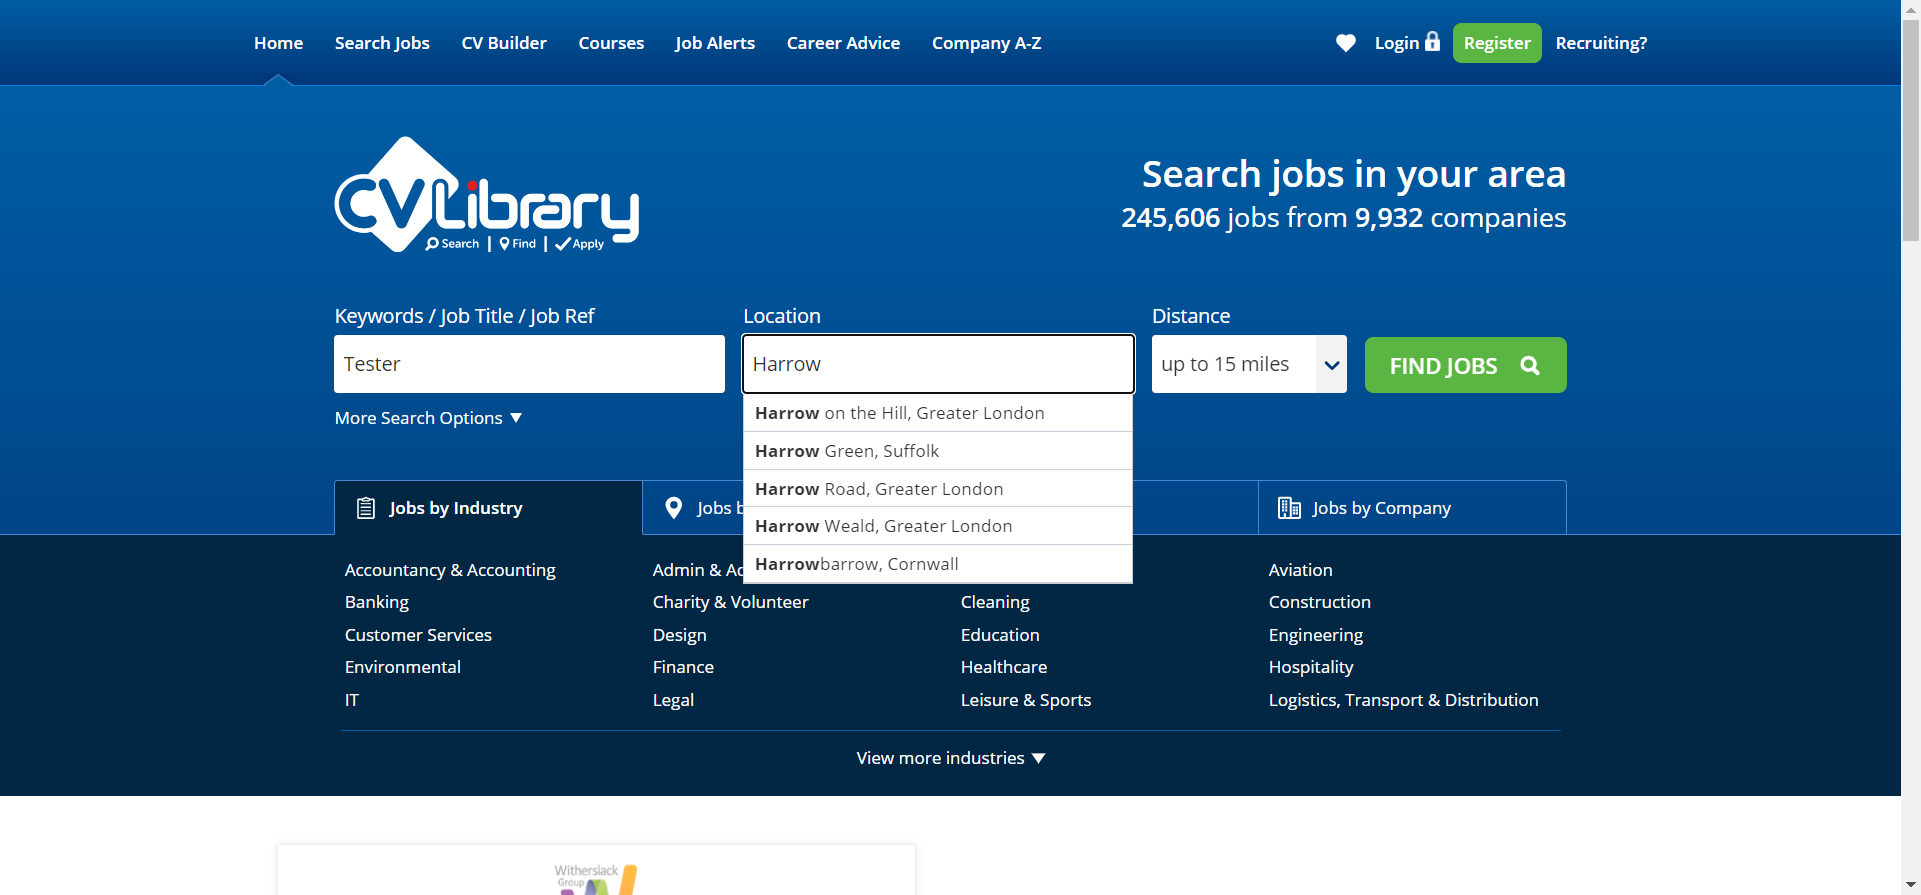 Home Search Jobs CV Builder Courses Job Alerts Career Advice Company A-Z Login Register Recruiting?
CV Library
Search | Find | Apply
Search jobs in your area
245,606 jobs from 9,932 companies
Keywords / Job Title / Job Ref Location Distance
Tester Harrow up to 15 miles FIND JOBS
More Search Options ▼
Harrow on the Hill, Greater London
Harrow Green, Suffolk
Harrow Road, Greater London
Harrow Weald, Greater London
Harrowbarrow, Cornwall
Jobs by Industry Jobs b Jobs by Company
Accountancy & Accounting Admin & Ac Aviation
Banking Charity & Volunteer Cleaning Construction
Customer Services Design Education Engineering
Environmental Finance Healthcare Hospitality
IT Legal Leisure & Sports Logistics, Transport & Distribution
View more industries ▼
Witherslack
Group